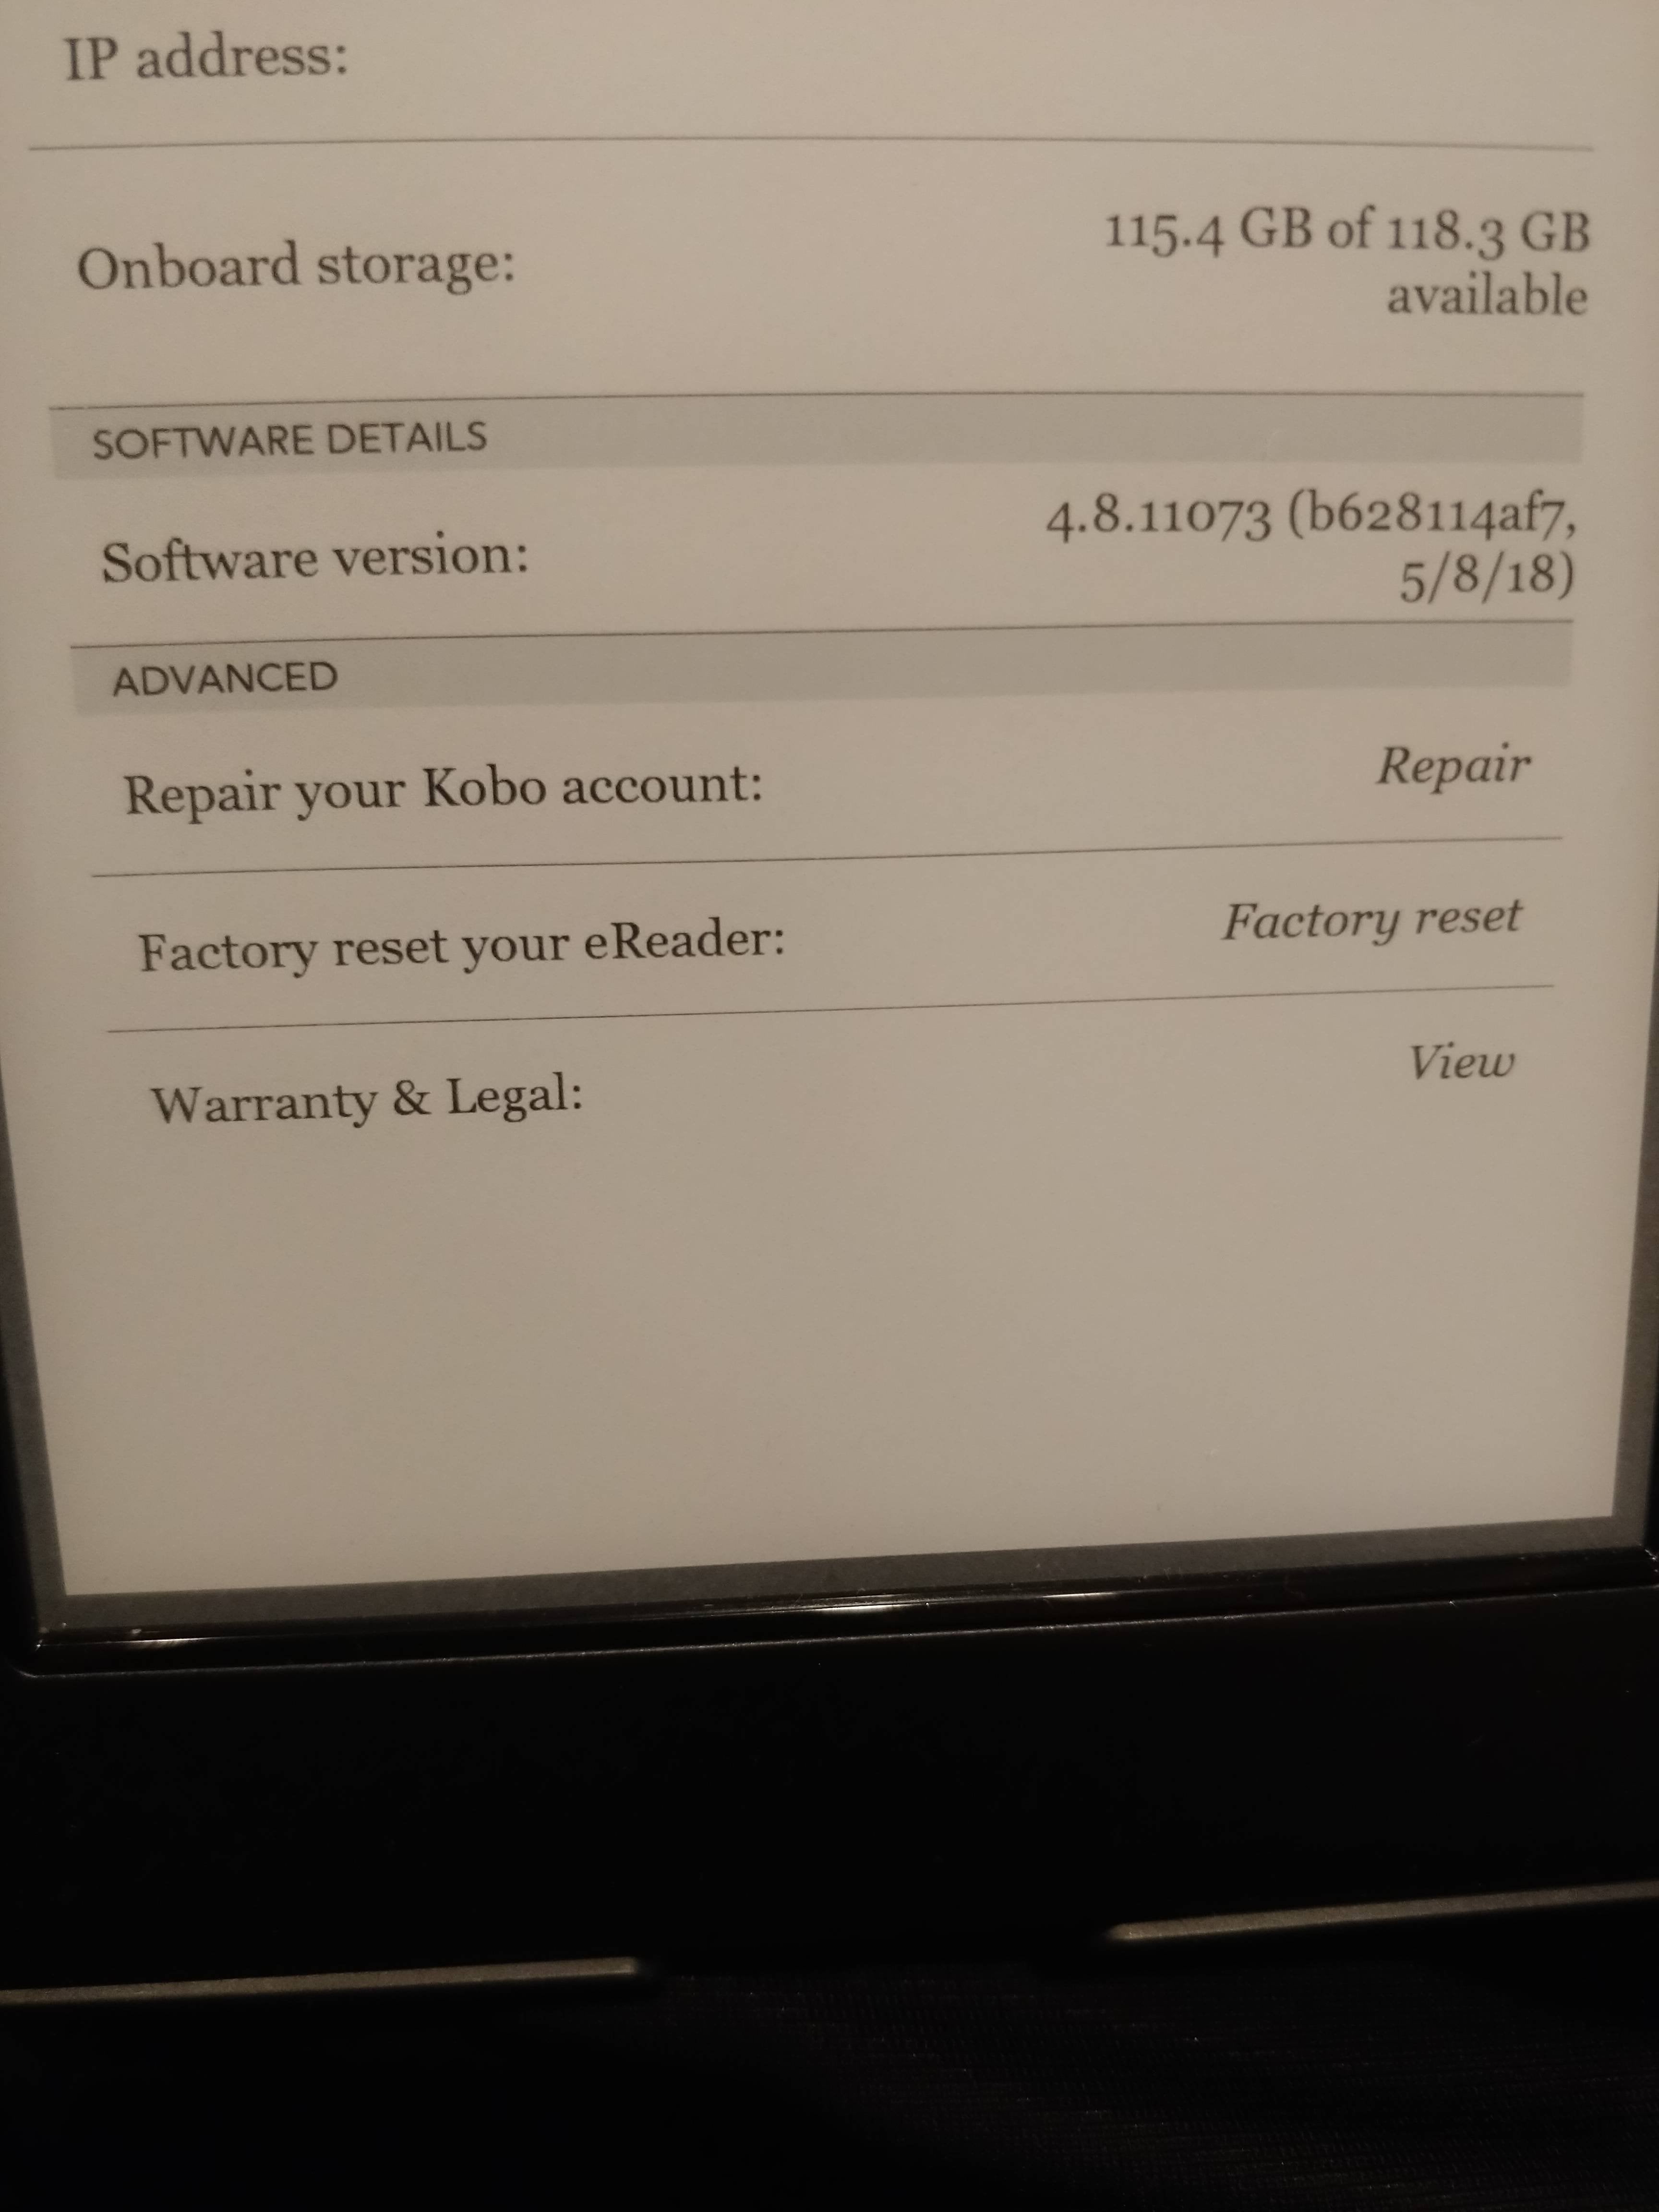 IP address:
Onboard storage:
115.4 GB of 118.3 GB
available
SOFTWARE DETAILS
Software version:
4.8.11073 (b628114af7,
5/8/18)
ADVANCED
Repair your Kobo account:
Repair
Factory reset your eReader:
Factory reset
Warranty & Legal:
View